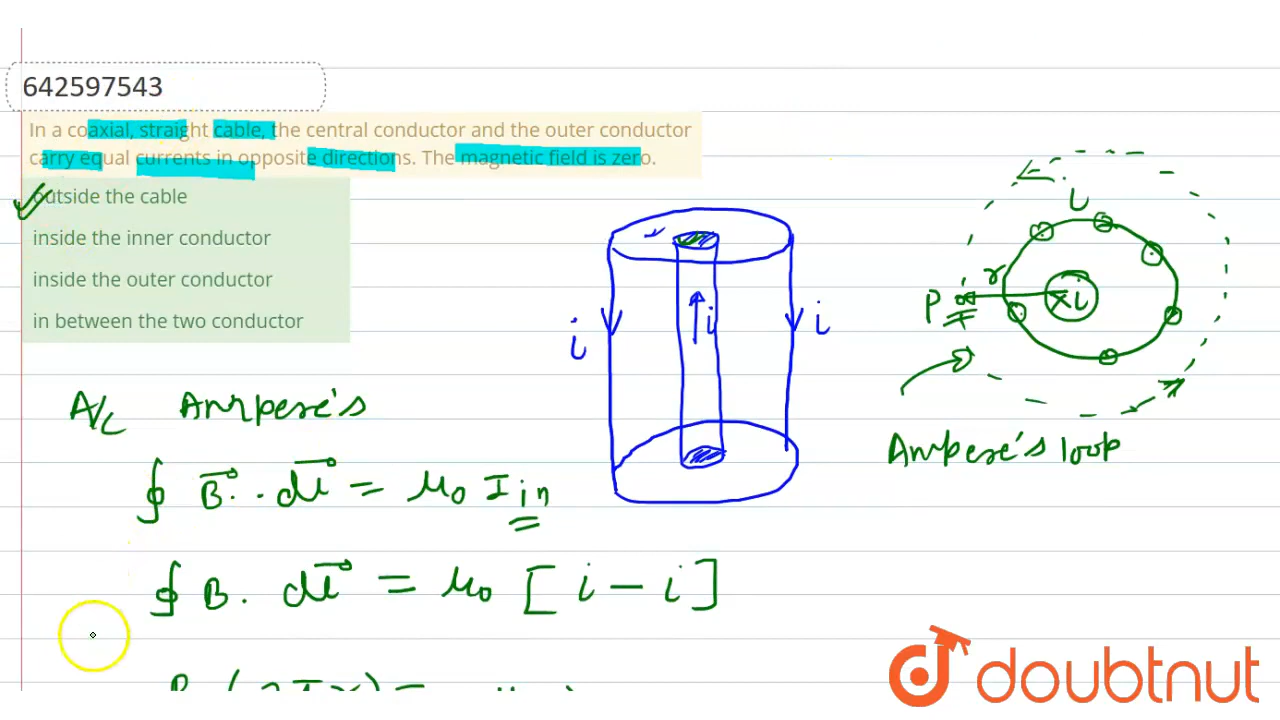 642597543
In a coaxial, straight cable, the central conductor and the outer conductor
carry equal currents in opposite directions. The magnetic field is zero.
outside the cable
inside the inner conductor
inside the outer conductor
in between the two conductor
i
i
i
i
r
P
x i
Ampere's loop
A/c Ampere's
∮ B⃗ . dl⃗ = μ₀ I in
∮ B . dl⃗ = μ₀ [ i – i ]
doubtnut